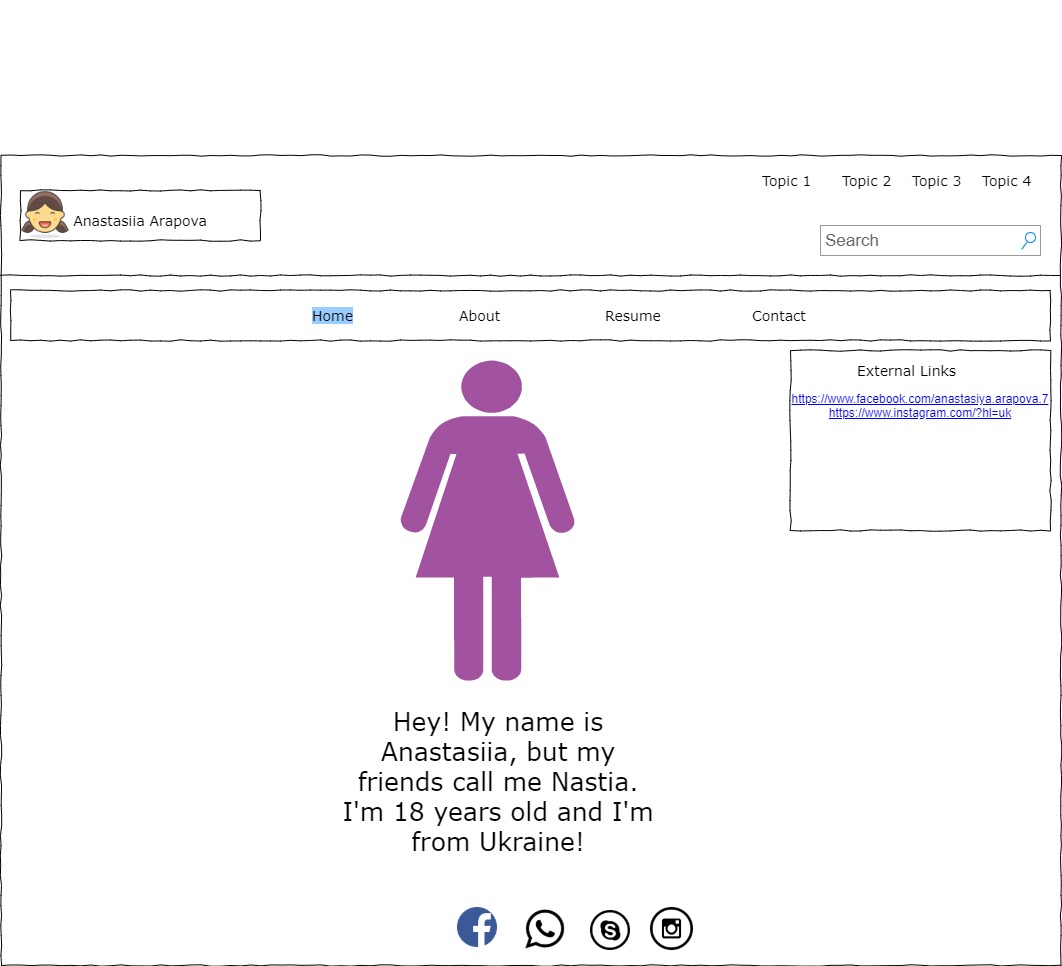 Topic 1 Topic 2 Topic 3 Topic 4
Anastasiia Arapova
Search
Home About Resume Contact
External Links
https://www.facebook.com/anastasiya.arapova.7
https://www.instagram.com/?hl=uk
Hey! My name is
Anastasiia, but my
friends call me Nastia.
I'm 18 years old and I'm
from Ukraine!